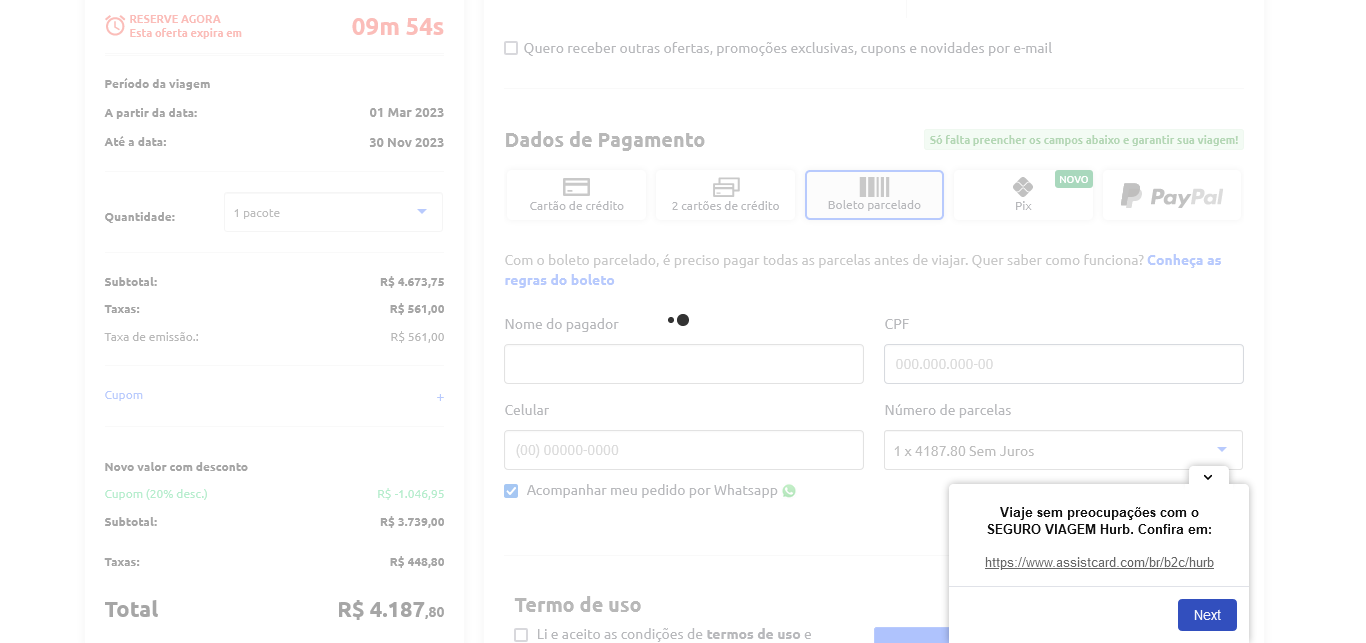 RESERVE AGORA
Esta oferta expira em
09m 54s
Período da viagem
A partir da data: 01 Mar 2023
Até a data: 30 Nov 2023
Quantidade: 1 pacote
Subtotal: R$ 4.673,75
Taxas: R$ 561,00
Taxa de emissão.: R$ 561,00
Cupom +
Novo valor com desconto
Cupom (20% desc.) R$ -1.046,95
Subtotal: R$ 3.739,00
Taxas: R$ 448,80
Total R$ 4.187,80
Quero receber outras ofertas, promoções exclusivas, cupons e novidades por e-mail
Dados de Pagamento
Só falta preencher os campos abaixo e garantir sua viagem!
Cartão de crédito
2 cartões de crédito
Boleto parcelado
NOVO
Pix
PayPal
Com o boleto parcelado, é preciso pagar todas as parcelas antes de viajar. Quer saber como funciona? Conheça as
regras do boleto
Nome do pagador
CPF
000.000.000-00
Celular
Número de parcelas
(00) 00000-0000
1 x 4187.80 Sem Juros
Acompanhar meu pedido por Whatsapp
Termo de uso
Li e aceito as condições de termos de uso e
Viaje sem preocupações com o
SEGURO VIAGEM Hurb. Confira em:
https://www.assistcard.com/br/b2c/hurb
Next